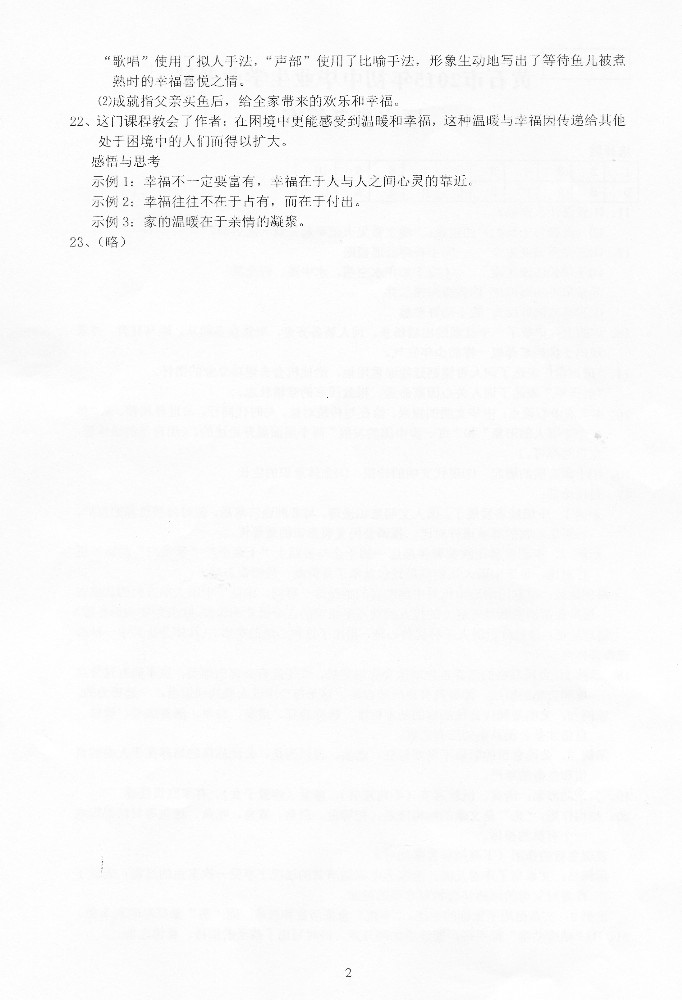 “歌唱”使用了拟人手法，“声部”使用了比喻手法，形象生动地写出了等待鱼儿被煮
熟时的幸福喜悦之情。
⑵成就指父亲买鱼后，给全家带来的欢乐和幸福。
22、这门课程教会了作者：在困境中更能感受到温暖和幸福，这种温暖与幸福因传递给其他
处于困境中的人们而得以扩大。
感悟与思考
示例 1：幸福不一定要富有，幸福在于人与人之间心灵的靠近。
示例 2：幸福往往不在于占有，而在于付出。
示例 3：家的温暖在于亲情的凝聚。
23、（略）
2